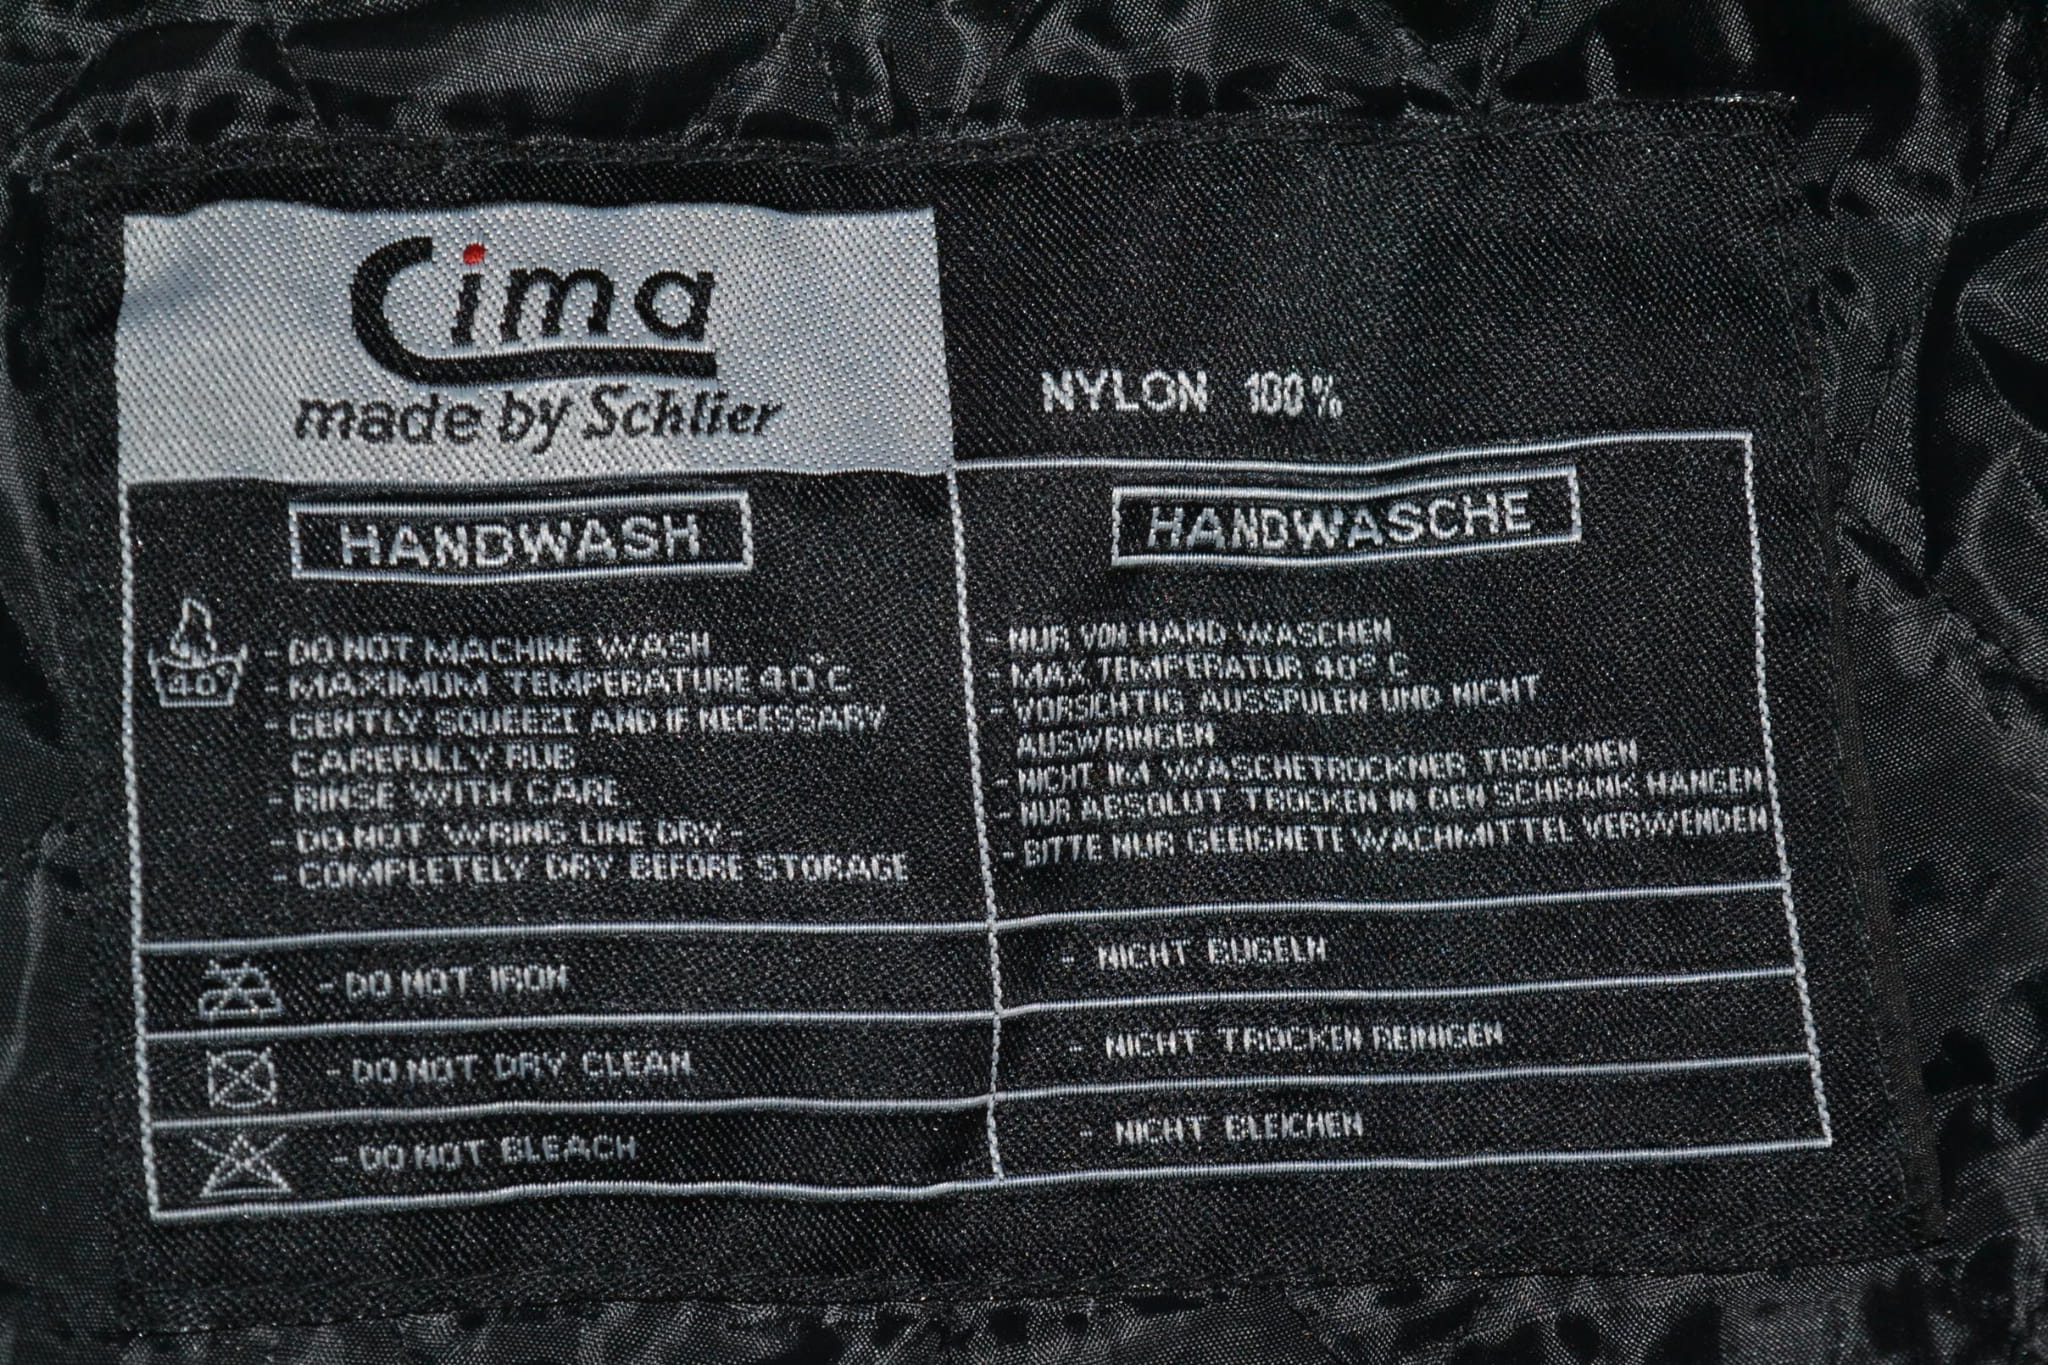 Cima
made by Schlier
NYLON 100%
HANDWASH
40°
- DO NOT MACHINE WASH
- MAXIMUM TEMPERATURE 40°C
- GENTLY SQUEEZE AND IF NECESSARY
CAREFULLY RUB
- RINSE WITH CARE
- DO NOT WRING LINE DRY-
- COMPLETELY DRY BEFORE STORAGE
- DO NOT IRON
- DO NOT DRY CLEAN
- DO NOT BLEACH
HANDWASCHE
- NUR VON HAND WASCHEN
- MAX TEMPERATUR 40° C
- VORSICHTIG AUSSPULEN UND NICHT
AUSWRINGEN
- NICHT IM WASCHETROCKNER TROCKNEN
- NUR ABSOLUT TROCKEN IN DEN SCHRANK HANGEN
- BITTE NUR GEEIGNETE WACHMITTEL VERWENDEN
- NICHT BUGELN
- NICHT TROCKEN REINIGEN
- NICHT BLEICHEN